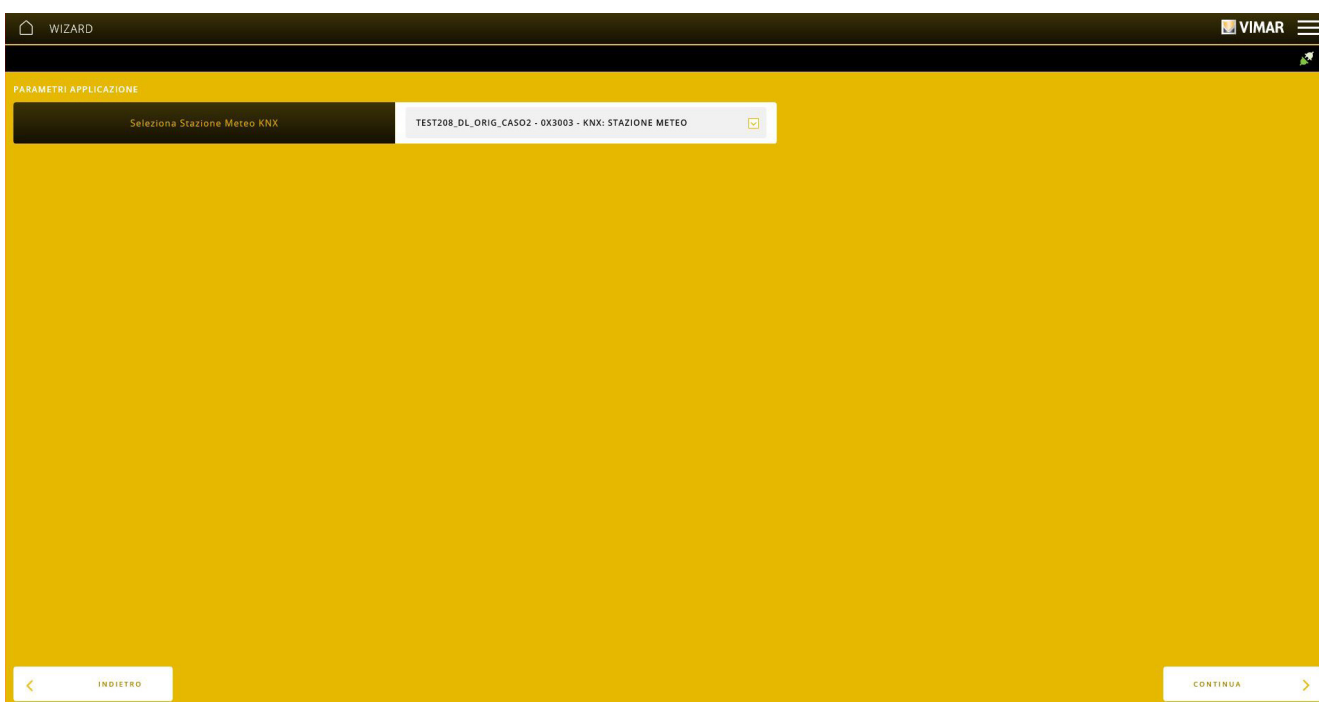 WIZARD
VIMAR
PARAMETRI APPLICAZIONE
Seleziona Stazione Meteo KNX
TEST208_DL_ORIG_CASO2 - 0X3003 - KNX: STAZIONE METEO
INDIETRO
CONTINUA